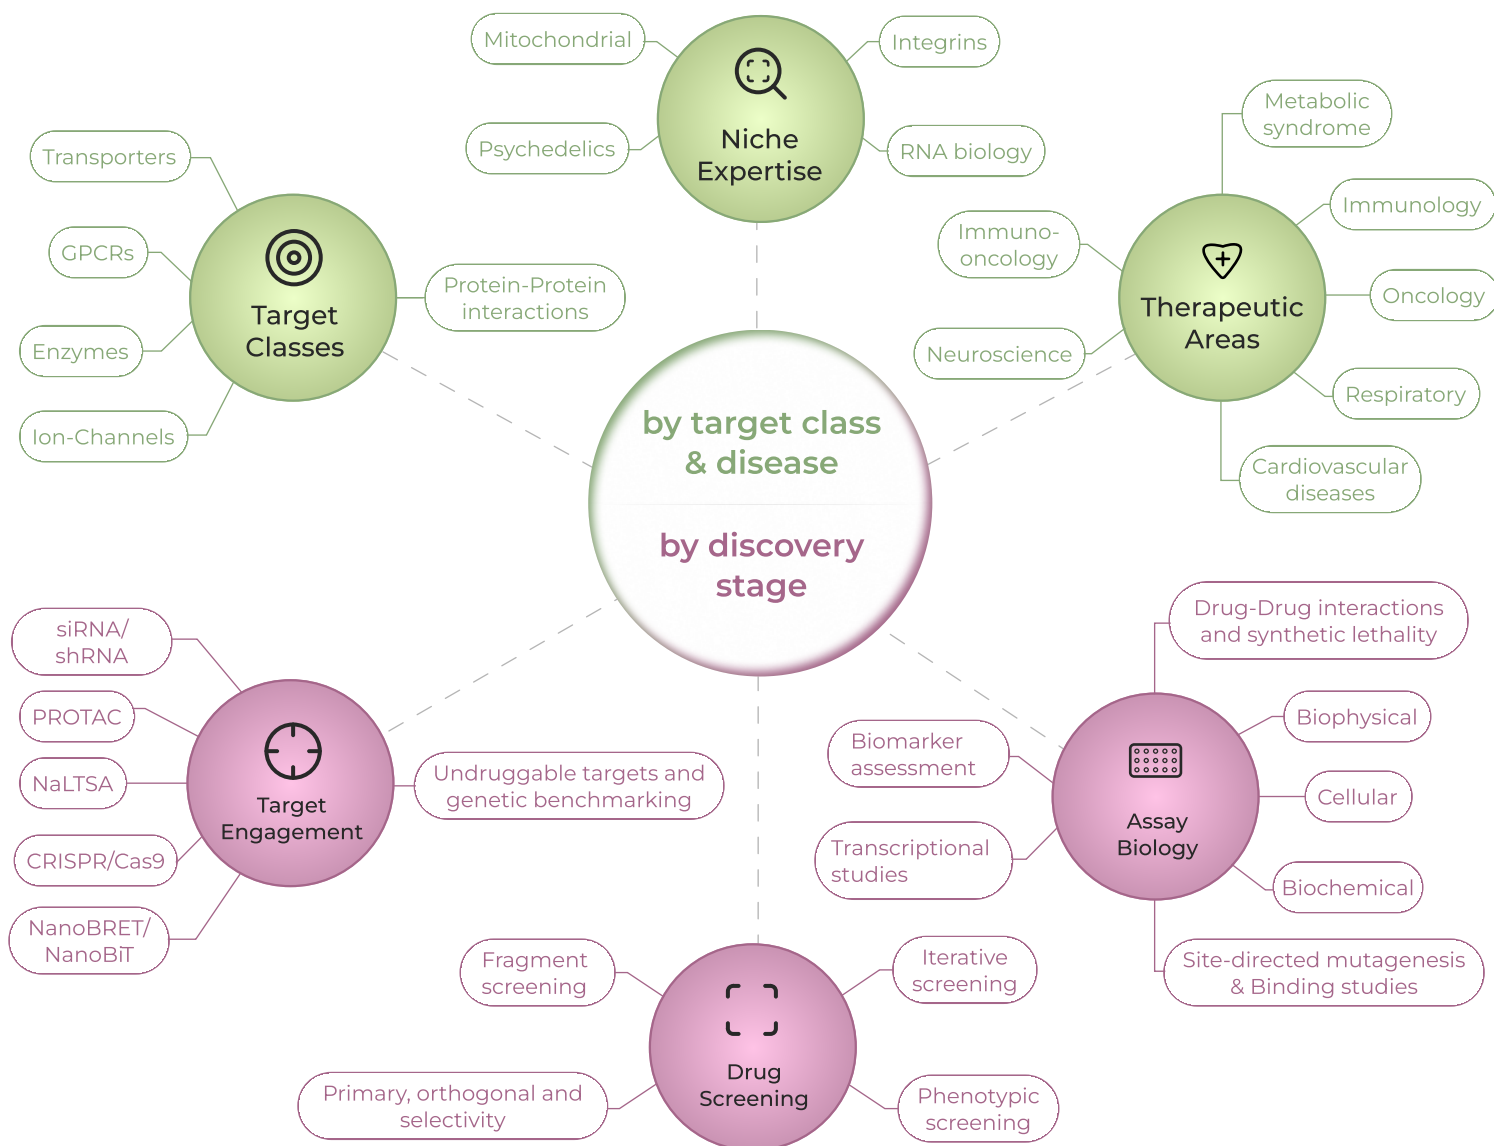 Mitochondrial
Integrins
Psychedelics
RNA biology
Niche
Expertise
Transporters
GPCRs
Enzymes
Ion-Channels
Protein-Protein
interactions
Target
Classes
Metabolic
syndrome
Immunology
Immuno-
oncology
Oncology
Neuroscience
Respiratory
Cardiovascular
diseases
Therapeutic
Areas
by target class
& disease
by discovery
stage
siRNA/
shRNA
PROTAC
NaLTSA
CRISPR/Cas9
NanoBRET/
NanoBiT
Undruggable targets and
genetic benchmarking
Target
Engagement
Drug-Drug interactions
and synthetic lethality
Biophysical
Biomarker
assessment
Cellular
Transcriptional
studies
Biochemical
Site-directed mutagenesis
& Binding studies
Assay
Biology
Fragment
screening
Iterative
screening
Primary, orthogonal and
selectivity
Phenotypic
screening
Drug
Screening